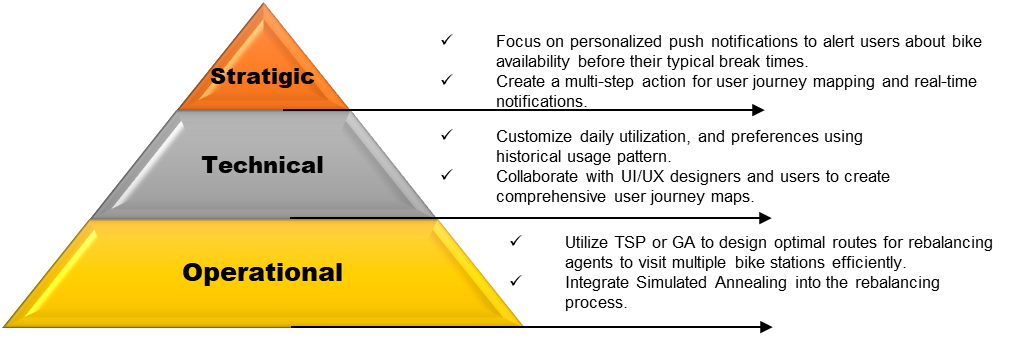 Stratigic
✓ Focus on personalized push notifications to alert users about bike
availability before their typical break times.
✓ Create a multi-step action for user journey mapping and real-time
notifications.
Technical
✓ Customize daily utilization, and preferences using
historical usage pattern.
✓ Collaborate with UI/UX designers and users to create
comprehensive user journey maps.
Operational
✓ Utilize TSP or GA to design optimal routes for rebalancing
agents to visit multiple bike stations efficiently.
✓ Integrate Simulated Annealing into the rebalancing
process.